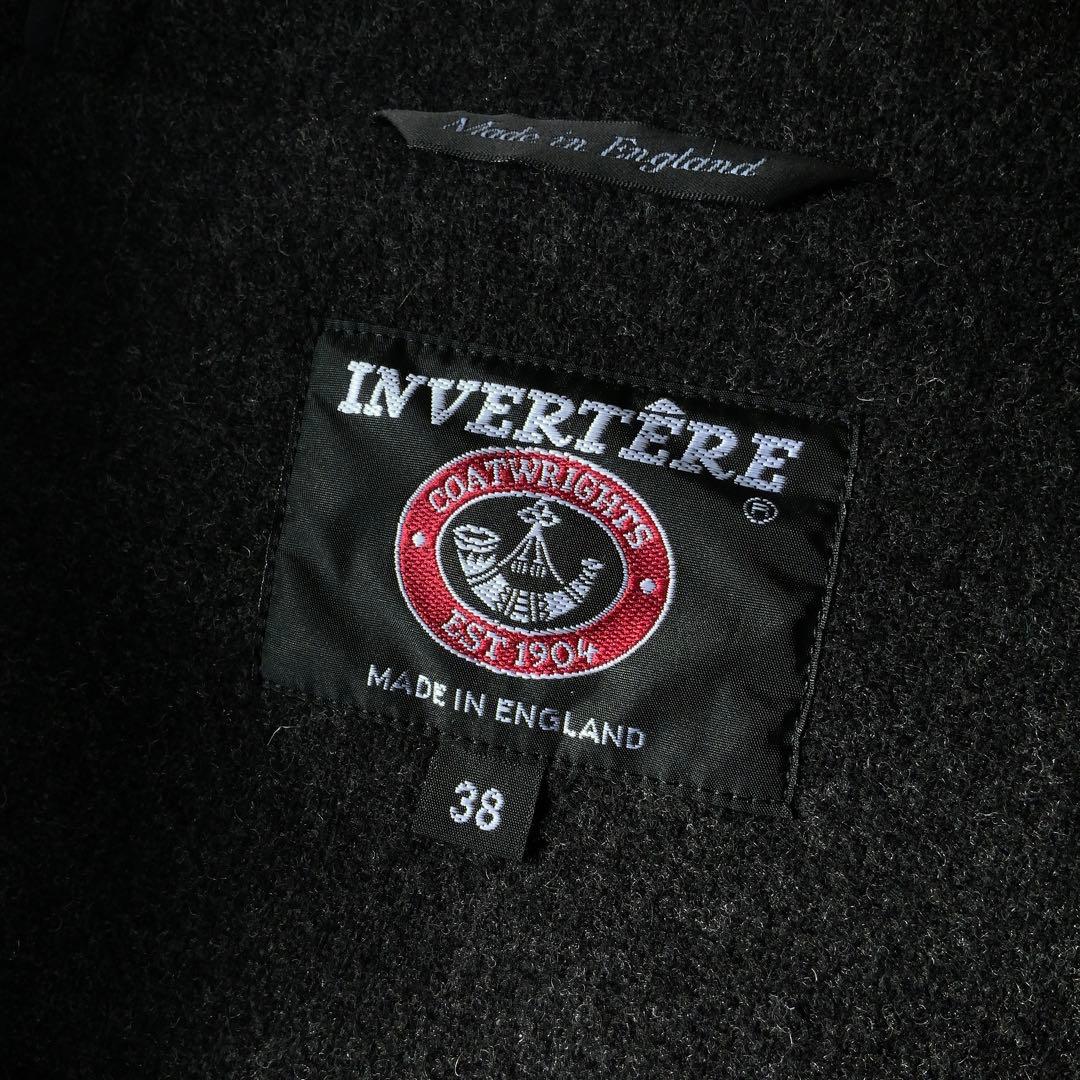 Made in England
INVERTÊRE
®
COATWRIGHTS
EST 1904
MADE IN ENGLAND
38